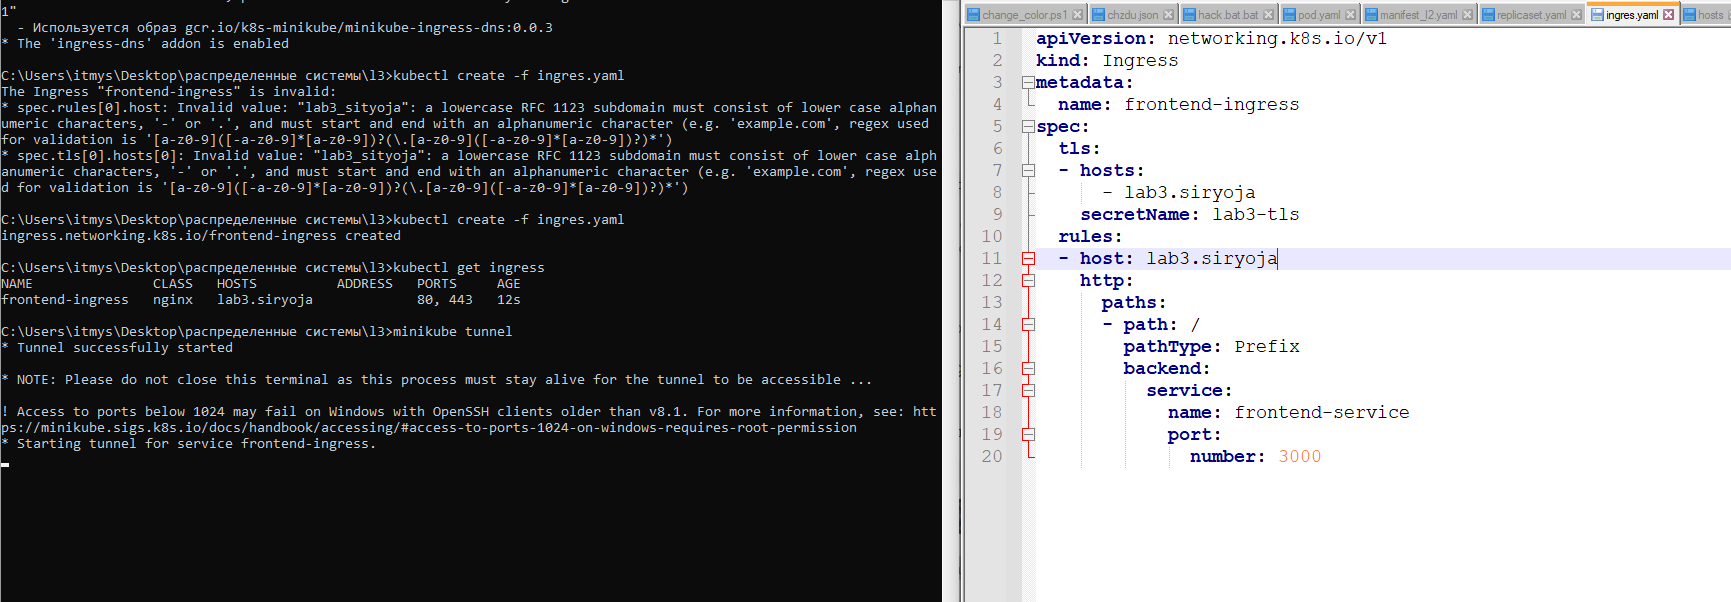 1"
  - Используется образ gcr.io/k8s-minikube/minikube-ingress-dns:0.0.3
* The 'ingress-dns' addon is enabled
C:\Users\itmys\Desktop\распределенные системы\l3>kubectl create -f ingres.yaml
The Ingress "frontend-ingress" is invalid:
* spec.rules[0].host: Invalid value: "lab3_sityoja": a lowercase RFC 1123 subdomain must consist of lower case alphan
umeric characters, '-' or '.', and must start and end with an alphanumeric character (e.g. 'example.com', regex used
for validation is '[a-z0-9]([-a-z0-9]*[a-z0-9])?(\.[a-z0-9]([-a-z0-9]*[a-z0-9])?)*')
* spec.tls[0].hosts[0]: Invalid value: "lab3_sityoja": a lowercase RFC 1123 subdomain must consist of lower case alph
anumeric characters, '-' or '.', and must start and end with an alphanumeric character (e.g. 'example.com', regex use
d for validation is '[a-z0-9]([-a-z0-9]*[a-z0-9])?(\.[a-z0-9]([-a-z0-9]*[a-z0-9])?)*')
C:\Users\itmys\Desktop\распределенные системы\l3>kubectl create -f ingres.yaml
ingress.networking.k8s.io/frontend-ingress created
C:\Users\itmys\Desktop\распределенные системы\l3>kubectl get ingress
NAME               CLASS   HOSTS          ADDRESS   PORTS     AGE
frontend-ingress   nginx   lab3.siryoja             80, 443   12s
C:\Users\itmys\Desktop\распределенные системы\l3>minikube tunnel
* Tunnel successfully started
* NOTE: Please do not close this terminal as this process must stay alive for the tunnel to be accessible ...
! Access to ports below 1024 may fail on Windows with OpenSSH clients older than v8.1. For more information, see: htt
ps://minikube.sigs.k8s.io/docs/handbook/accessing/#access-to-ports-1024-on-windows-requires-root-permission
* Starting tunnel for service frontend-ingress.
change_color.ps1 chzdu.json hack.bat.bat pod.yaml manifest_l2.yaml replicaset.yaml ingres.yaml hosts
1 apiVersion: networking.k8s.io/v1
2 kind: Ingress
3 metadata:
4   name: frontend-ingress
5 spec:
6   tls:
7   - hosts:
8       - lab3.siryoja
9     secretName: lab3-tls
10   rules:
11   - host: lab3.siryoja
12     http:
13       paths:
14       - path: /
15         pathType: Prefix
16         backend:
17           service:
18             name: frontend-service
19             port:
20               number: 3000